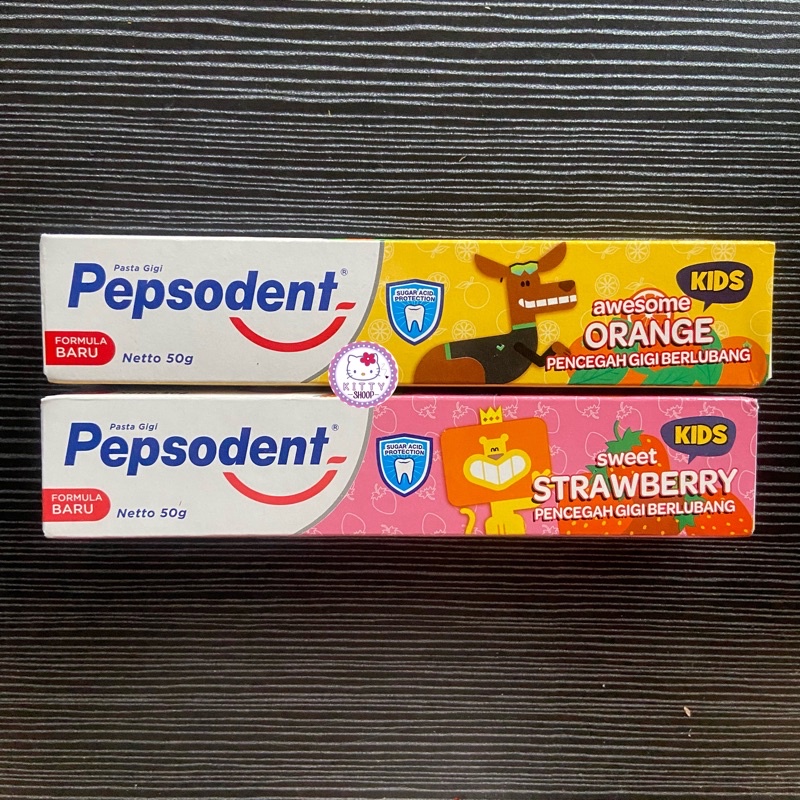 Pasta Gigi
Pepsodent®
FORMULA
BARU
Netto 50g
SUGAR ACID
PROTECTION
KIDS
awesome
ORANGE
PENCEGAH GIGI BERLUBANG
KITTY
SHOOP
Pasta Gigi
Pepsodent®
FORMULA
BARU
Netto 50g
SUGAR ACID
PROTECTION
KIDS
sweet
STRAWBERRY
PENCEGAH GIGI BERLUBANG